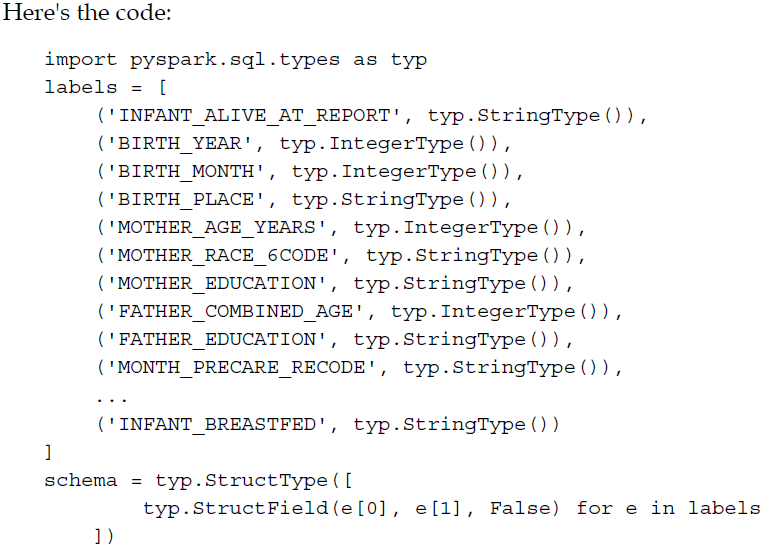 Here's the code:
import pyspark.sql.types as typ
labels = [
    ('INFANT_ALIVE_AT_REPORT', typ.StringType()),
    ('BIRTH_YEAR', typ.IntegerType()),
    ('BIRTH_MONTH', typ.IntegerType()),
    ('BIRTH_PLACE', typ.StringType()),
    ('MOTHER_AGE_YEARS', typ.IntegerType()),
    ('MOTHER_RACE_6CODE', typ.StringType()),
    ('MOTHER_EDUCATION', typ.StringType()),
    ('FATHER_COMBINED_AGE', typ.IntegerType()),
    ('FATHER_EDUCATION', typ.StringType()),
    ('MONTH_PRECARE_RECODE', typ.StringType()),
    ...
    ('INFANT_BREASTFED', typ.StringType())
]
schema = typ.StructType([
        typ.StructField(e[0], e[1], False) for e in labels
    ])